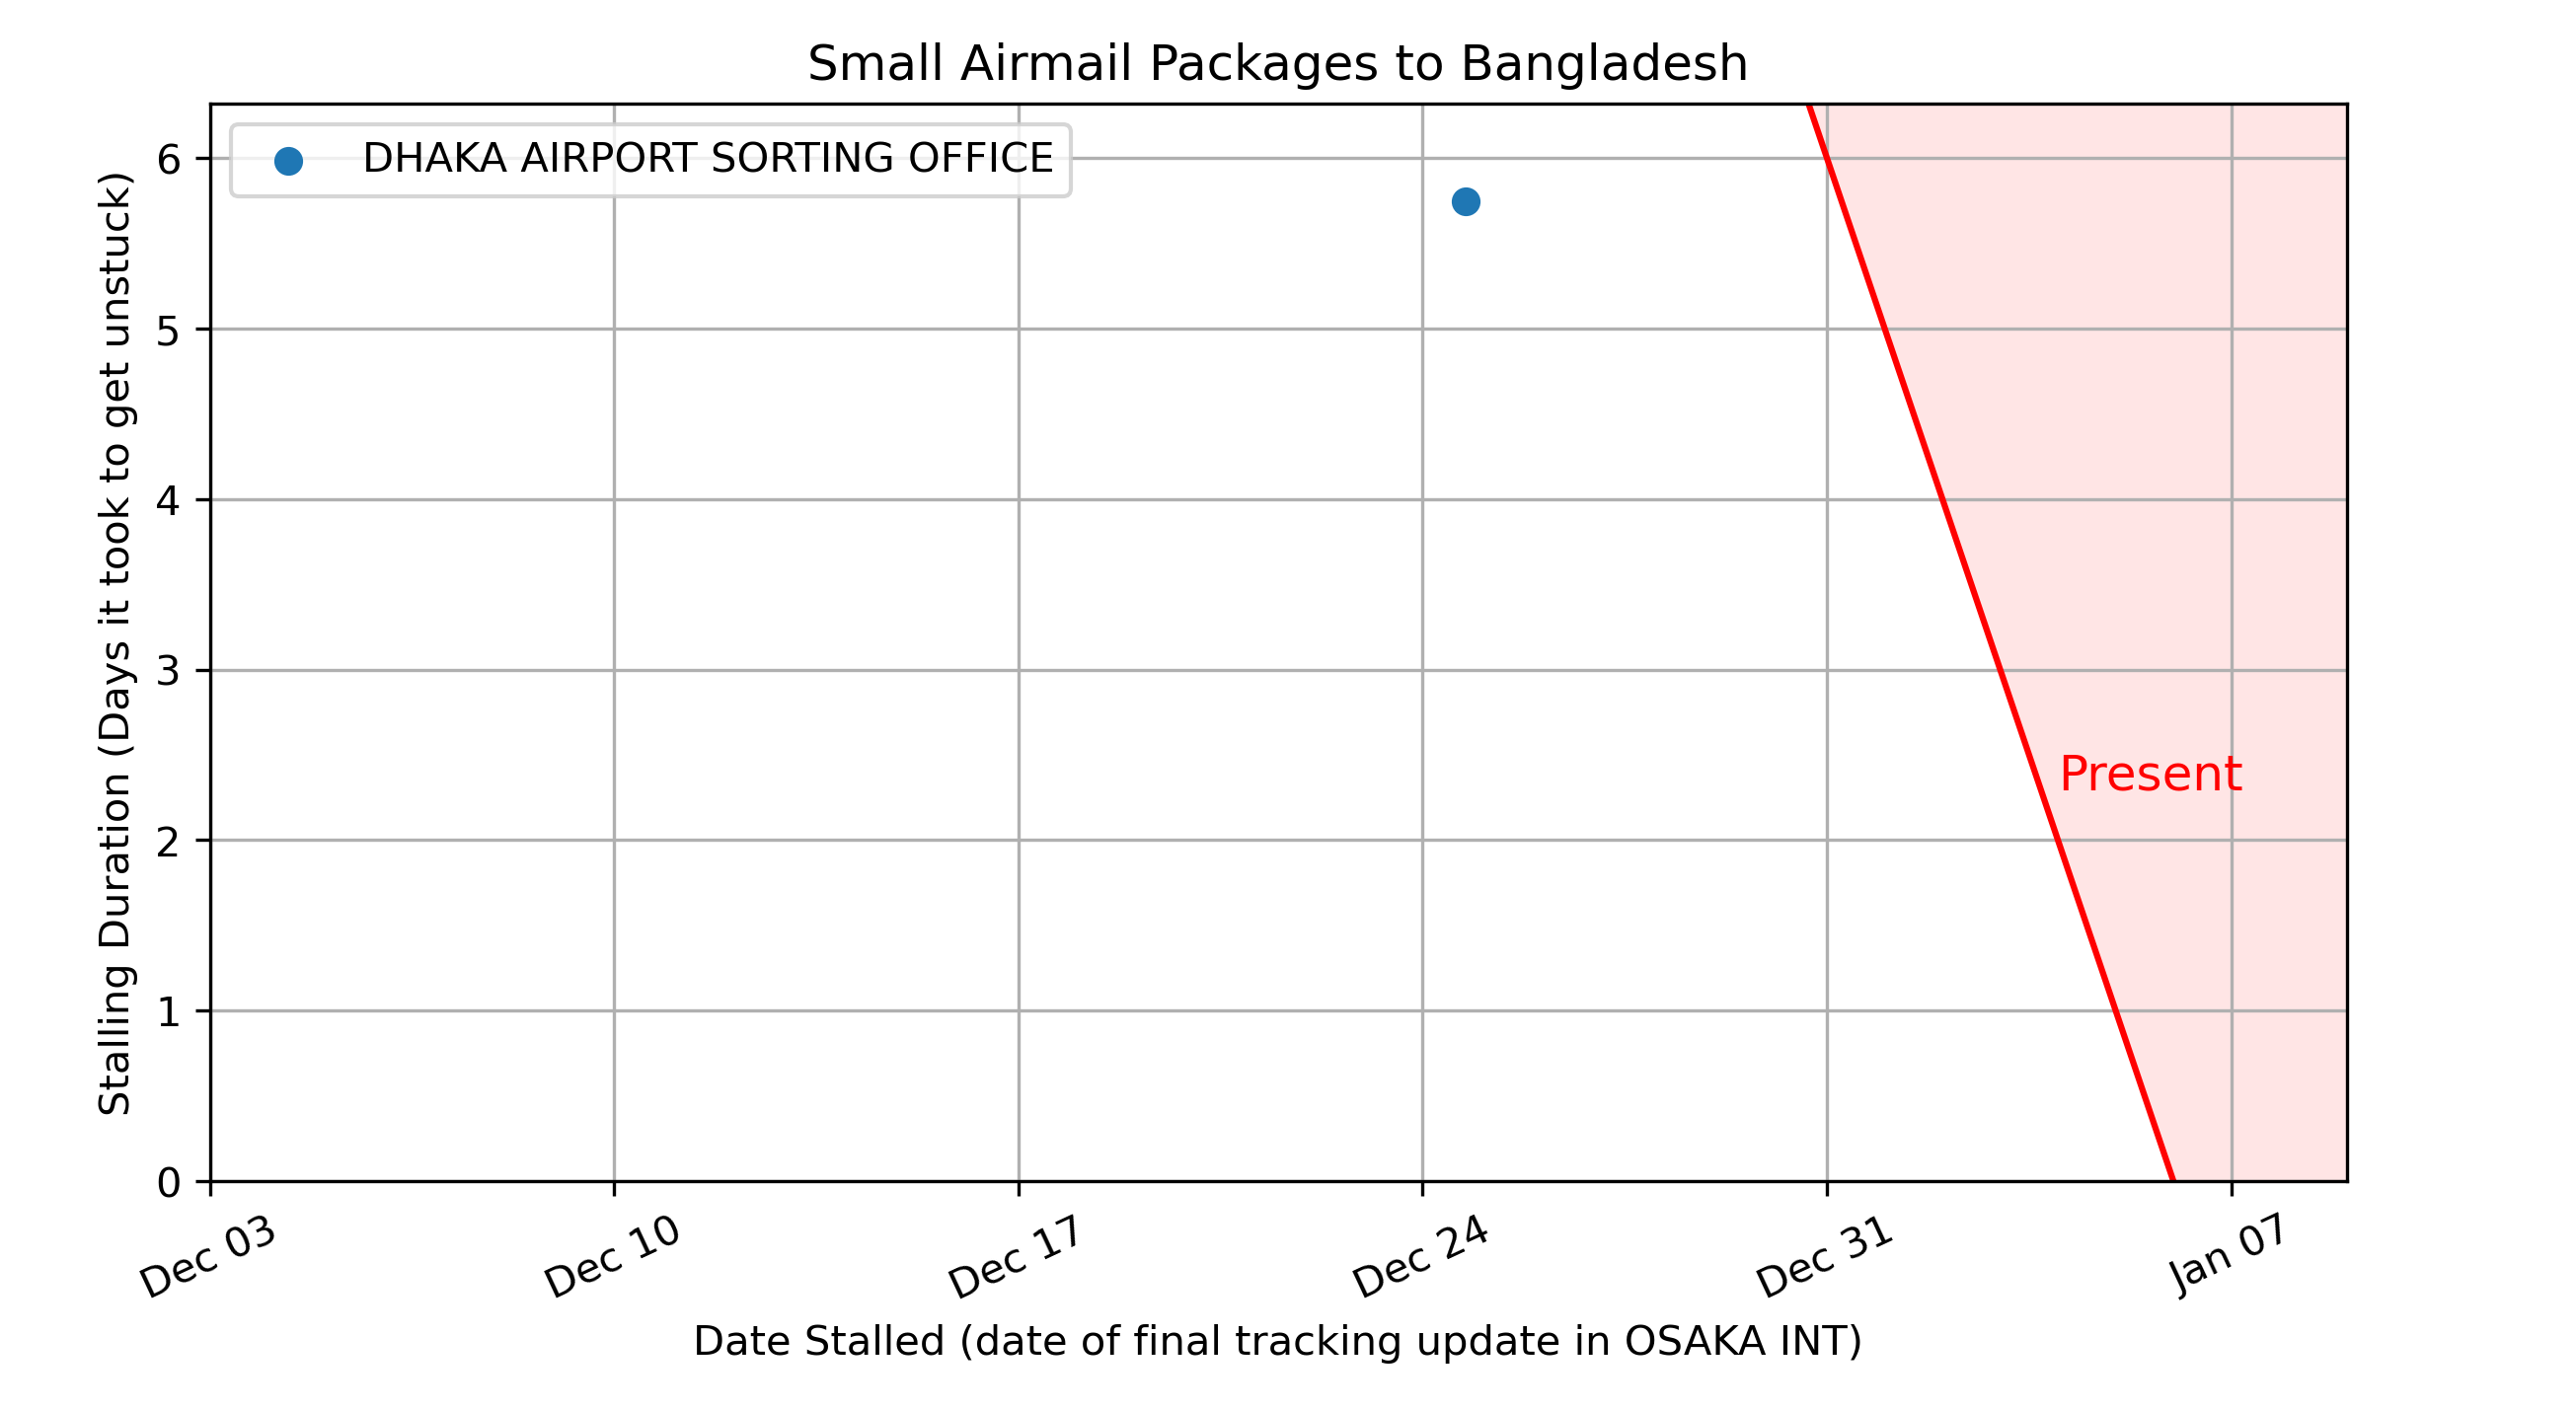 Small Airmail Packages to Bangladesh
DHAKA AIRPORT SORTING OFFICE
Stalling Duration (Days it took to get unstuck)
6
5
4
3
2
1
0
Present
Dec 03
Dec 10
Dec 17
Dec 24
Dec 31
Jan 07
Date Stalled (date of final tracking update in OSAKA INT)